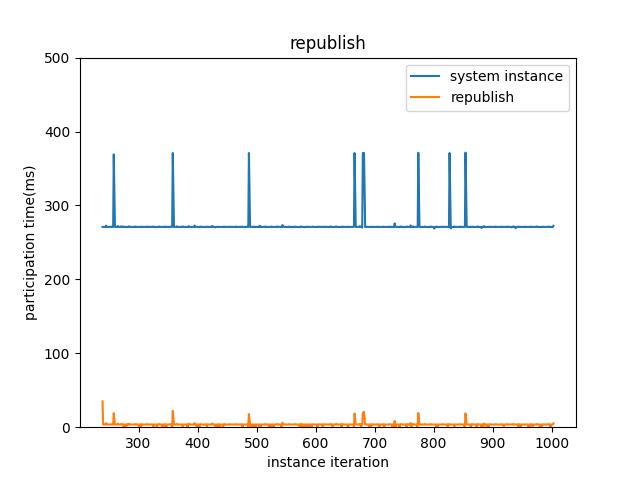 republish
500
400
300
200
100
0
participation time(ms)
system instance
republish
300 400 500 600 700 800 900 1000
instance iteration